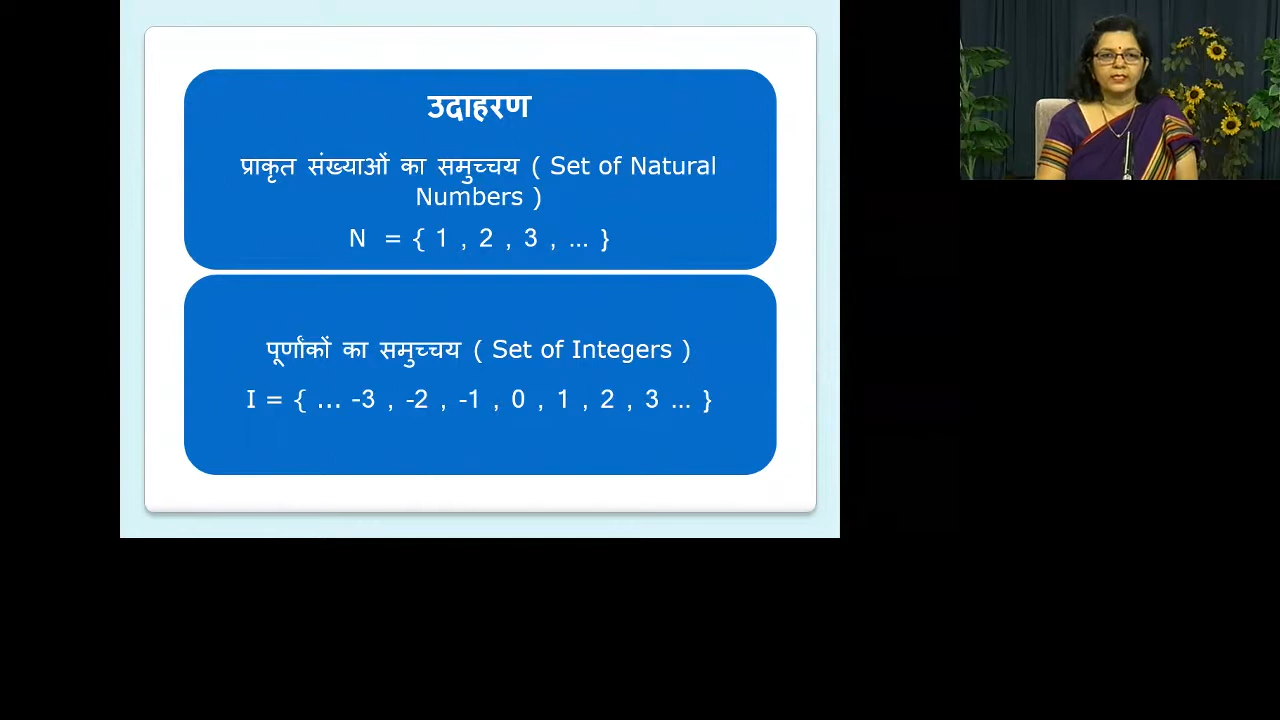 उदाहरण
प्राकृत संख्याओं का समुच्चय ( Set of Natural
Numbers )
N = { 1 , 2 , 3 , ... }
पूर्णांकों का समुच्चय ( Set of Integers )
I = { ... -3 , -2 , -1 , 0 , 1 , 2 , 3 ... }